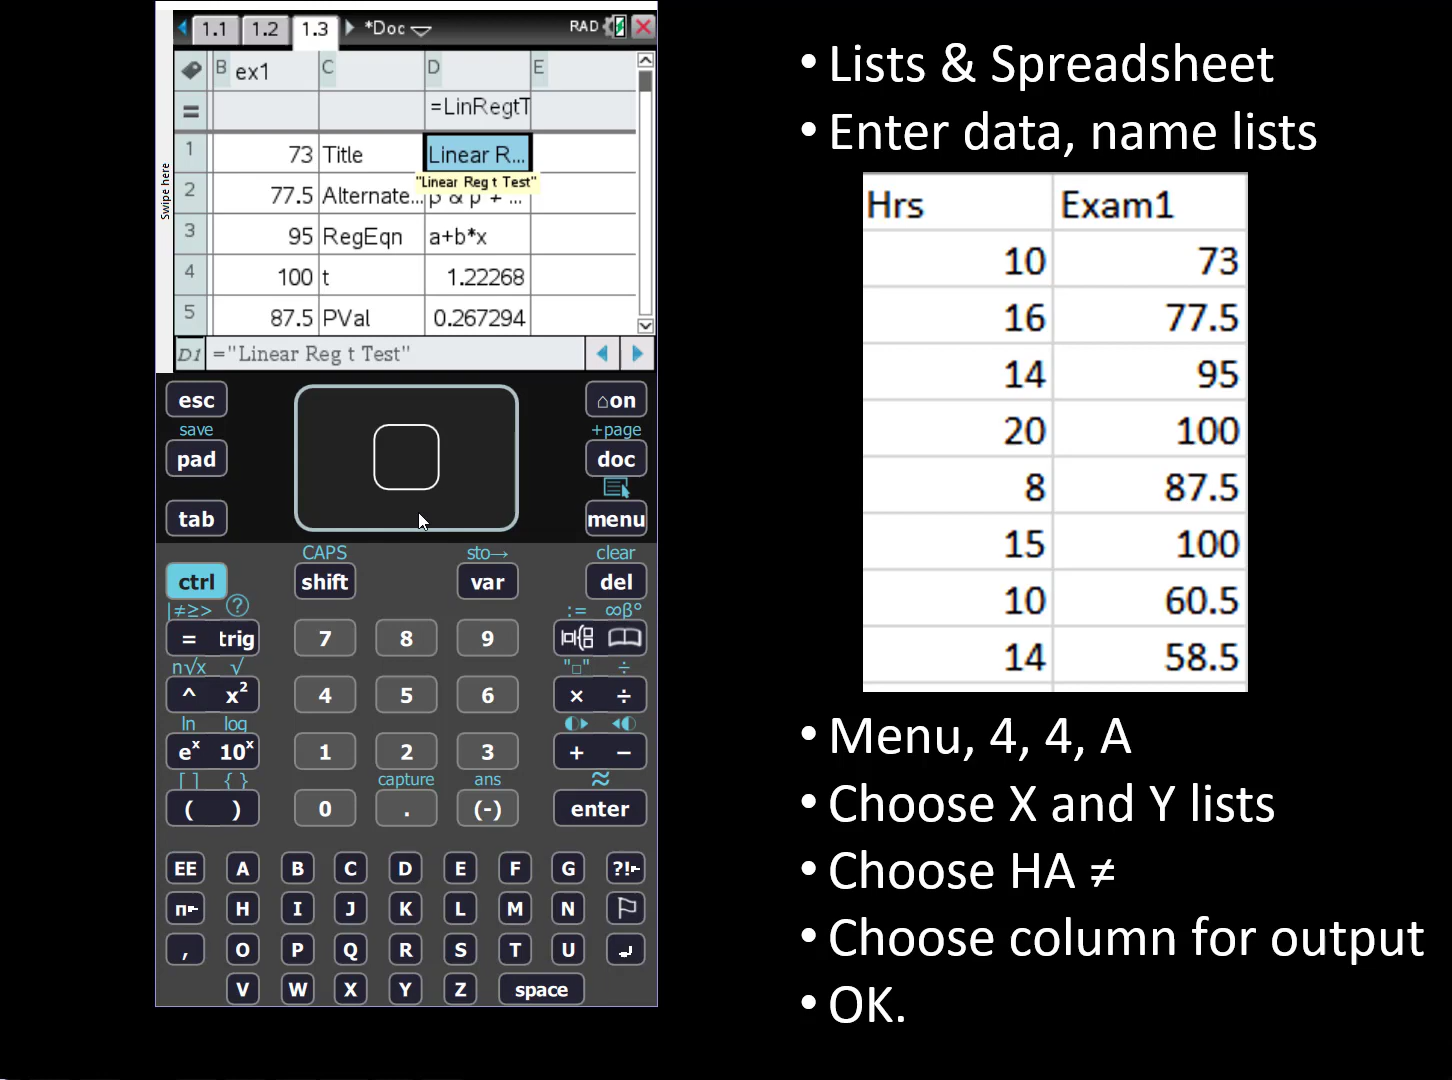 1.1 1.2 1.3 *Doc RAD
B ex1 C D E
= =LinRegtT
1 73 Title Linear R...
"Linear Reg t Test"
2 77.5 Alternate... β & ρ ≠ ...
3 95 RegEqn a+b*x
4 100 t 1.22268
5 87.5 PVal 0.267294
D1 ="Linear Reg t Test"
Swipe here
esc on
save +page
pad doc
tab menu
CAPS sto→ clear
ctrl shift var del
|≠≥> ? := ∞β°
= trig 7 8 9
n√x √ "□" ÷
^ x² 4 5 6 × ÷
ln log
eˣ 10ˣ 1 2 3 + −
[ ] { } capture ans ≈
( ) 0 . (-) enter
EE A B C D E F G ?!▸
π▸ H I J K L M N
, O P Q R S T U
V W X Y Z space
• Lists & Spreadsheet
• Enter data, name lists
Hrs Exam1
10 73
16 77.5
14 95
20 100
8 87.5
15 100
10 60.5
14 58.5
• Menu, 4, 4, A
• Choose X and Y lists
• Choose HA ≠
• Choose column for output
• OK.